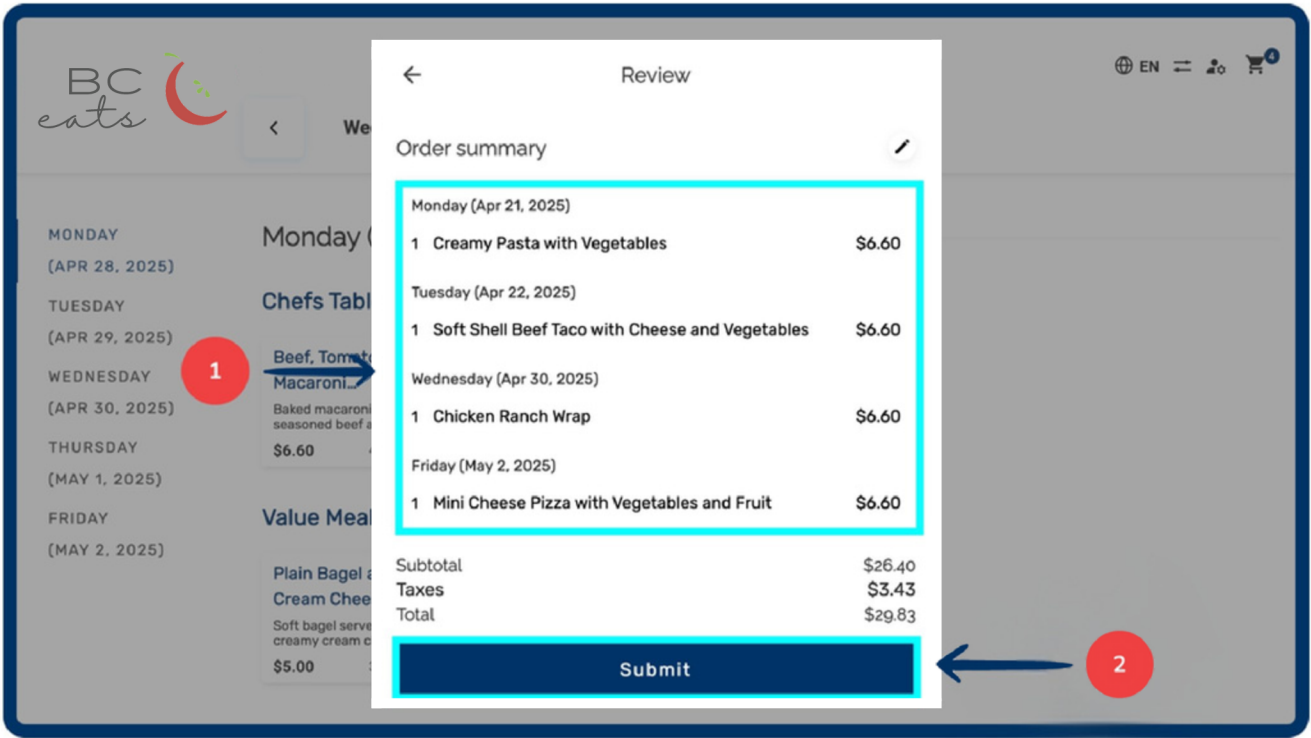 BC
eats
EN
4
We
Review
Order summary
Monday (Apr 21, 2025)
1 Creamy Pasta with Vegetables $6.60
Tuesday (Apr 22, 2025)
1 Soft Shell Beef Taco with Cheese and Vegetables $6.60
Wednesday (Apr 30, 2025)
1 Chicken Ranch Wrap $6.60
Friday (May 2, 2025)
1 Mini Cheese Pizza with Vegetables and Fruit $6.60
Subtotal $26.40
Taxes $3.43
Total $29.83
Submit
1
2
MONDAY
(APR 28, 2025)
TUESDAY
(APR 29, 2025)
WEDNESDAY
(APR 30, 2025)
THURSDAY
(MAY 1, 2025)
FRIDAY
(MAY 2, 2025)
Monday (
Chefs Tabl
Beef, Tomato
Macaroni...
Baked macaroni
seasoned beef a
$6.60
Value Meal
Plain Bagel a
Cream Chee
Soft bagel serve
creamy cream c
$5.00